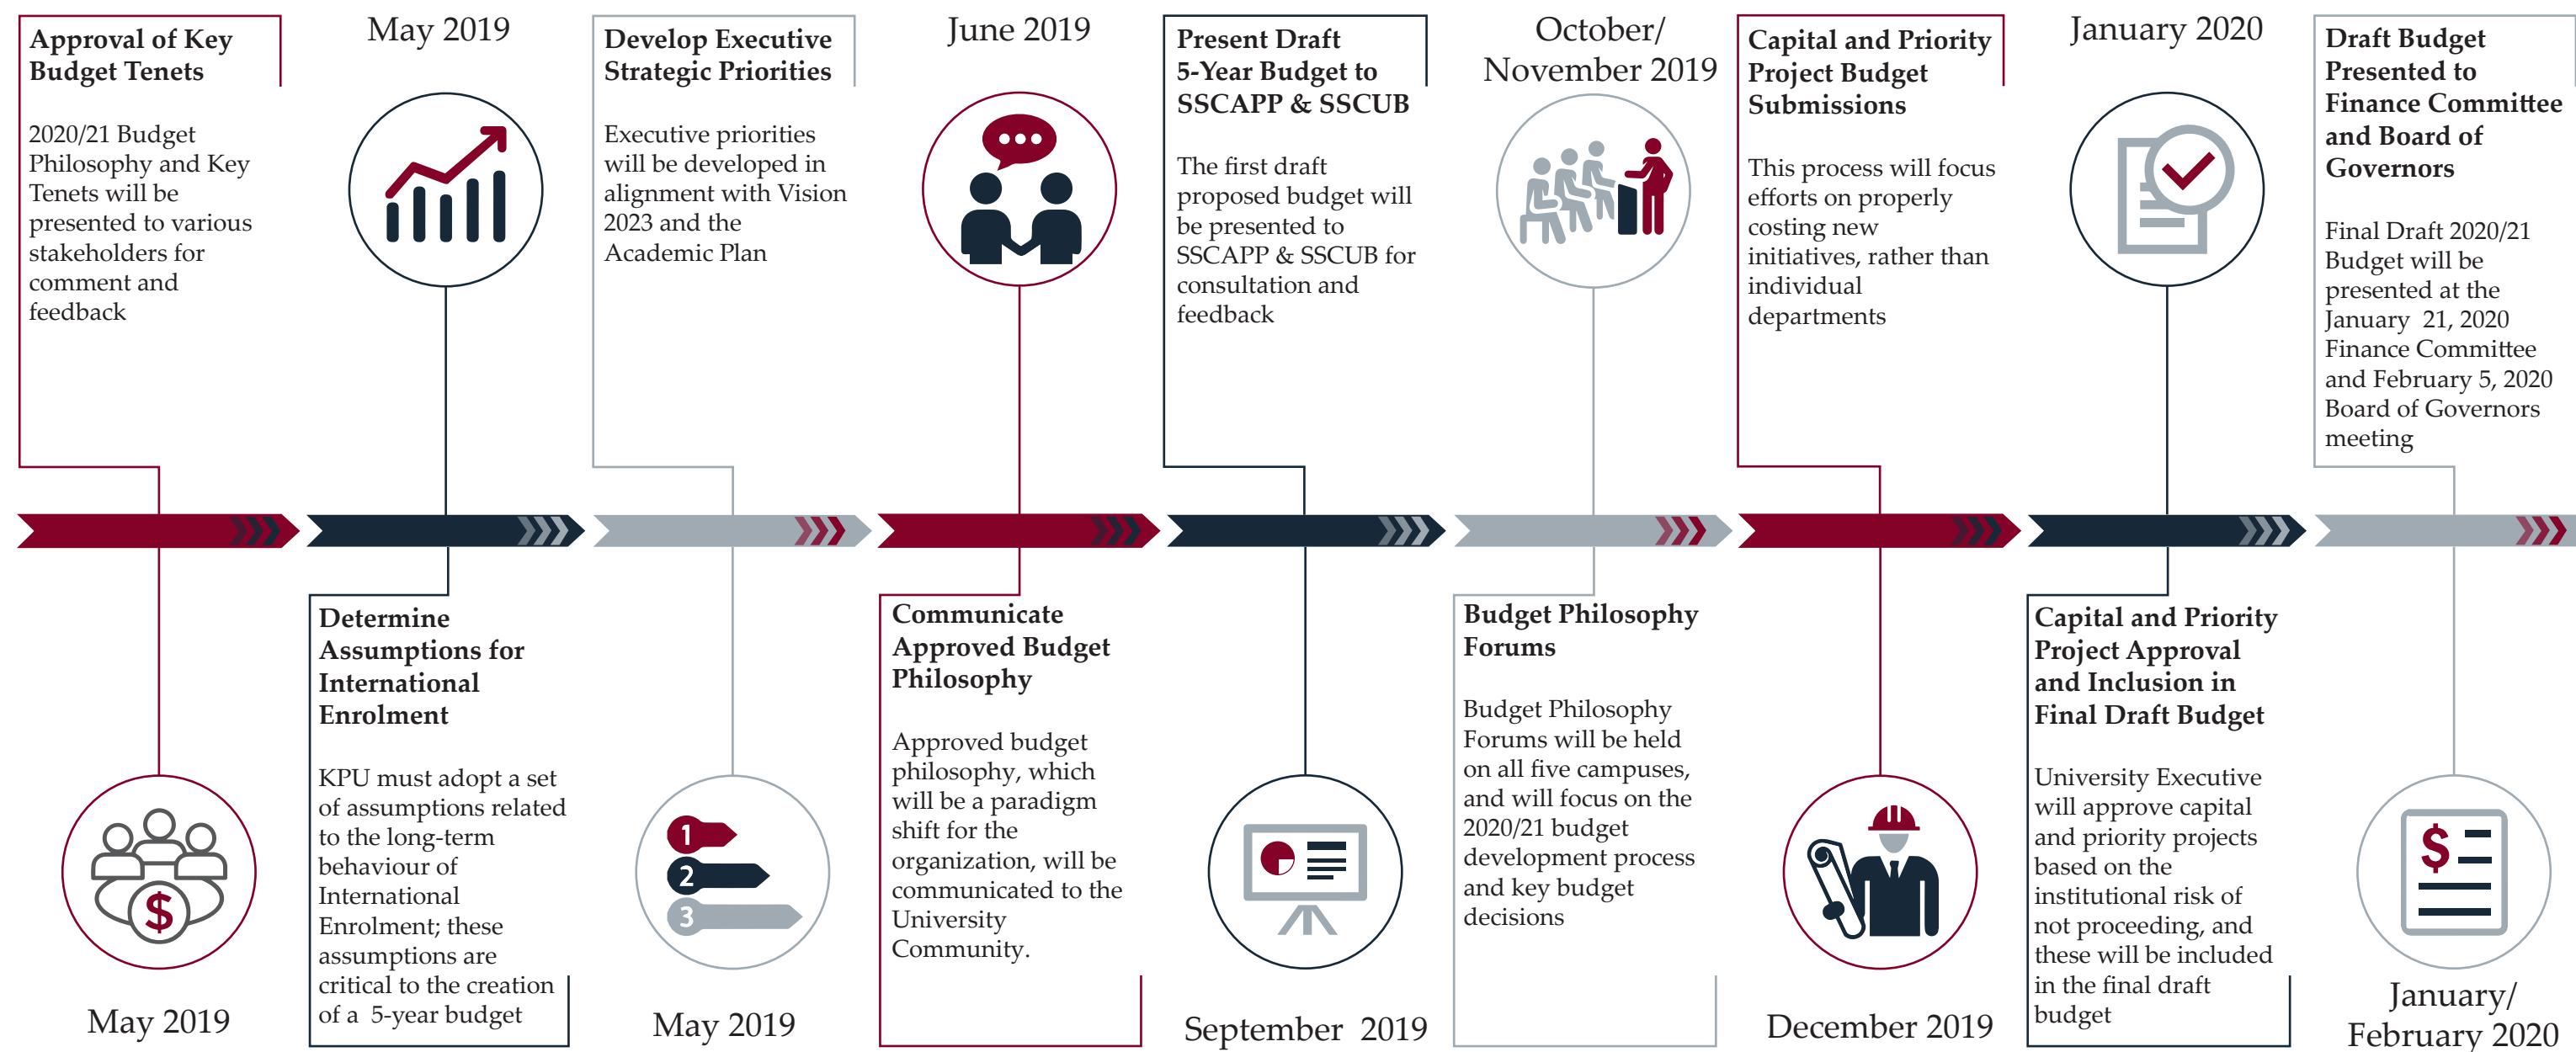 Approval of Key
Budget Tenets
2020/21 Budget
Philosophy and Key
Tenets will be
presented to various
stakeholders for
comment and
feedback
May 2019
May 2019
Determine
Assumptions for
International
Enrolment
KPU must adopt a set
of assumptions related
to the long-term
behaviour of
International
Enrolment; these
assumptions are
critical to the creation
of a 5-year budget
Develop Executive
Strategic Priorities
Executive priorities
will be developed in
alignment with Vision
2023 and the
Academic Plan
1
2
3
May 2019
June 2019
Communicate
Approved Budget
Philosophy
Approved budget
philosophy, which
will be a paradigm
shift for the
organization, will be
communicated to the
University
Community.
Present Draft
5-Year Budget to
SSCAPP & SSCUB
The first draft
proposed budget will
be presented to
SSCAPP & SSCUB for
consultation and
feedback
September 2019
October/
November 2019
Budget Philosophy
Forums
Budget Philosophy
Forums will be held
on all five campuses,
and will focus on the
2020/21 budget
development process
and key budget
decisions
Capital and Priority
Project Budget
Submissions
This process will focus
efforts on properly
costing new
initiatives, rather than
individual
departments
December 2019
January 2020
Capital and Priority
Project Approval
and Inclusion in
Final Draft Budget
University Executive
will approve capital
and priority projects
based on the
institutional risk of
not proceeding, and
these will be included
in the final draft
budget
Draft Budget
Presented to
Finance Committee
and Board of
Governors
Final Draft 2020/21
Budget will be
presented at the
January 21, 2020
Finance Committee
and February 5, 2020
Board of Governors
meeting
January/
February 2020